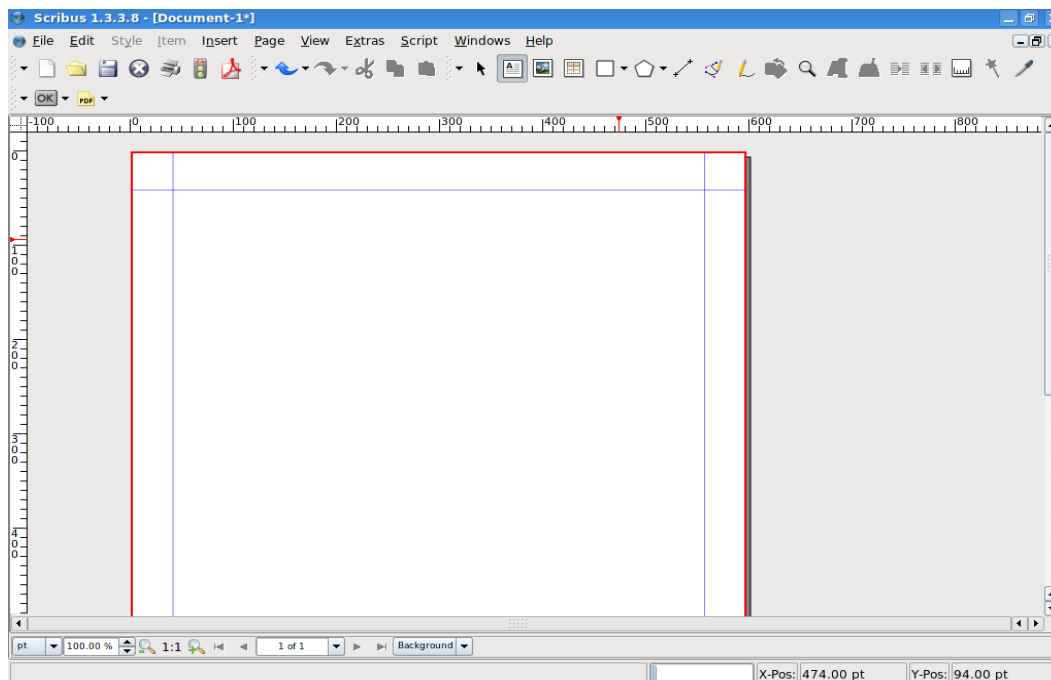 Scribus 1.3.3.8 - [Document-1*]
File Edit Style Item Insert Page View Extras Script Windows Help
OK PDF
-100 0 100 200 300 400 500 600 700 800
0
100
200
300
400
pt 100.00 % 1:1 1 of 1 Background
X-Pos: 474.00 pt Y-Pos: 94.00 pt